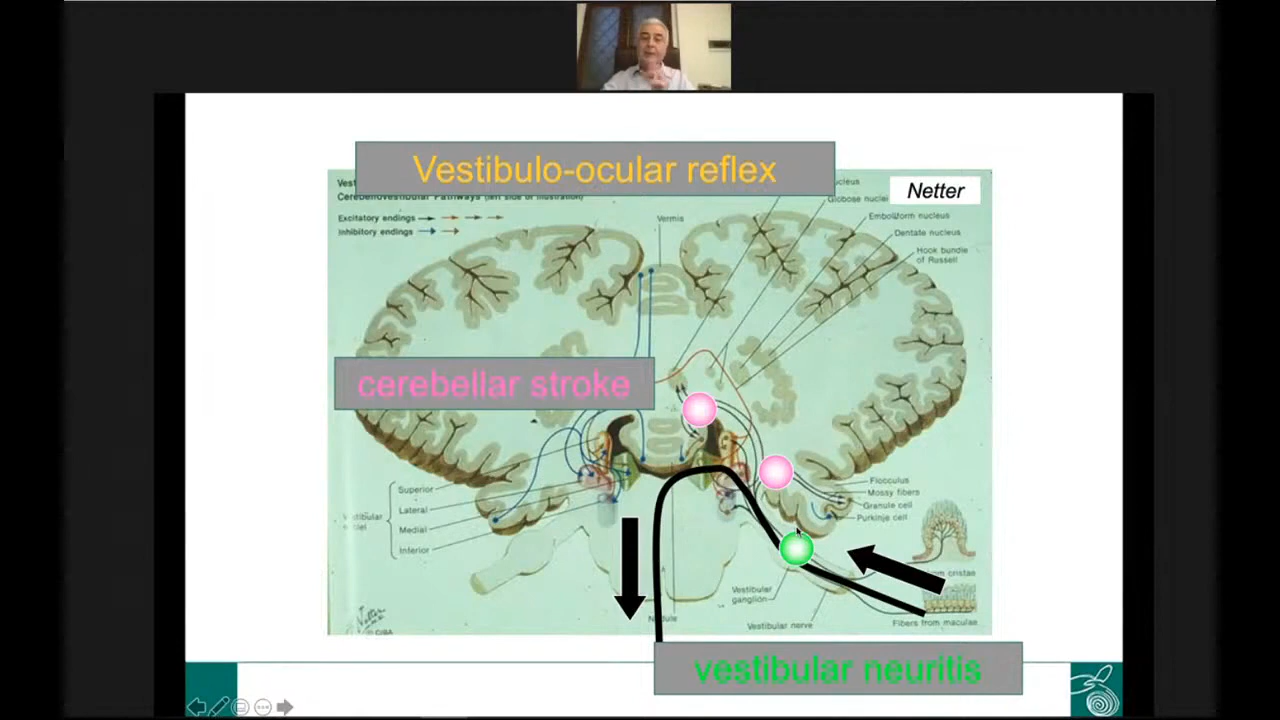 Vestibulo-ocular reflex
Netter
Cerebellovestibular Pathways (left side of illustration)
Excitatory endings
Inhibitory endings
Vermis
Globose nuclei
Emboliform nucleus
Dentate nucleus
Hook bundle
of Russell
cerebellar stroke
Superior
Lateral
Medial
Inferior
Flocculus
Mossy fibers
Granule cell
Purkinje cell
cristae
Vestibular
ganglion
Vestibular nerve
Fibers from maculae
vestibular neuritis